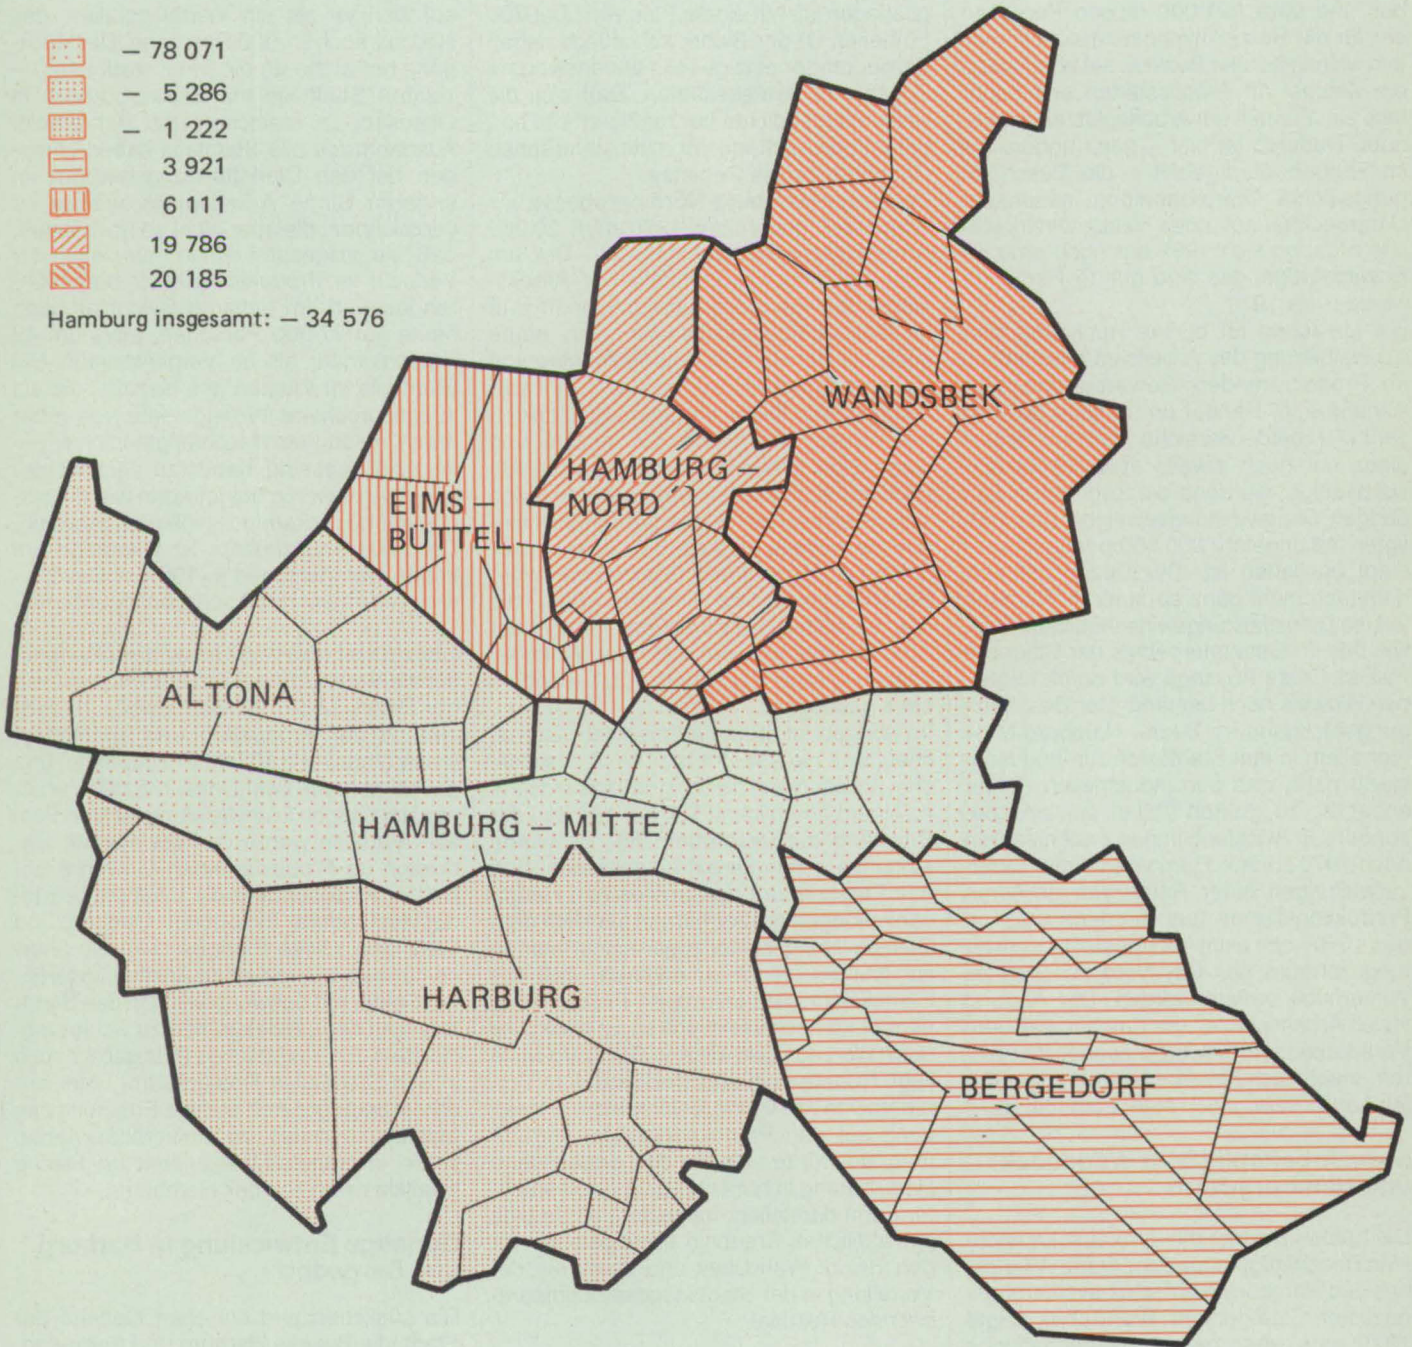 – 78 071
– 5 286
– 1 222
3 921
6 111
19 786
20 185
Hamburg insgesamt: – 34 576
WANDSBEK
HAMBURG –
NORD
EIMS –
BÜTTEL
ALTONA
HAMBURG – MITTE
HARBURG
BERGEDORF